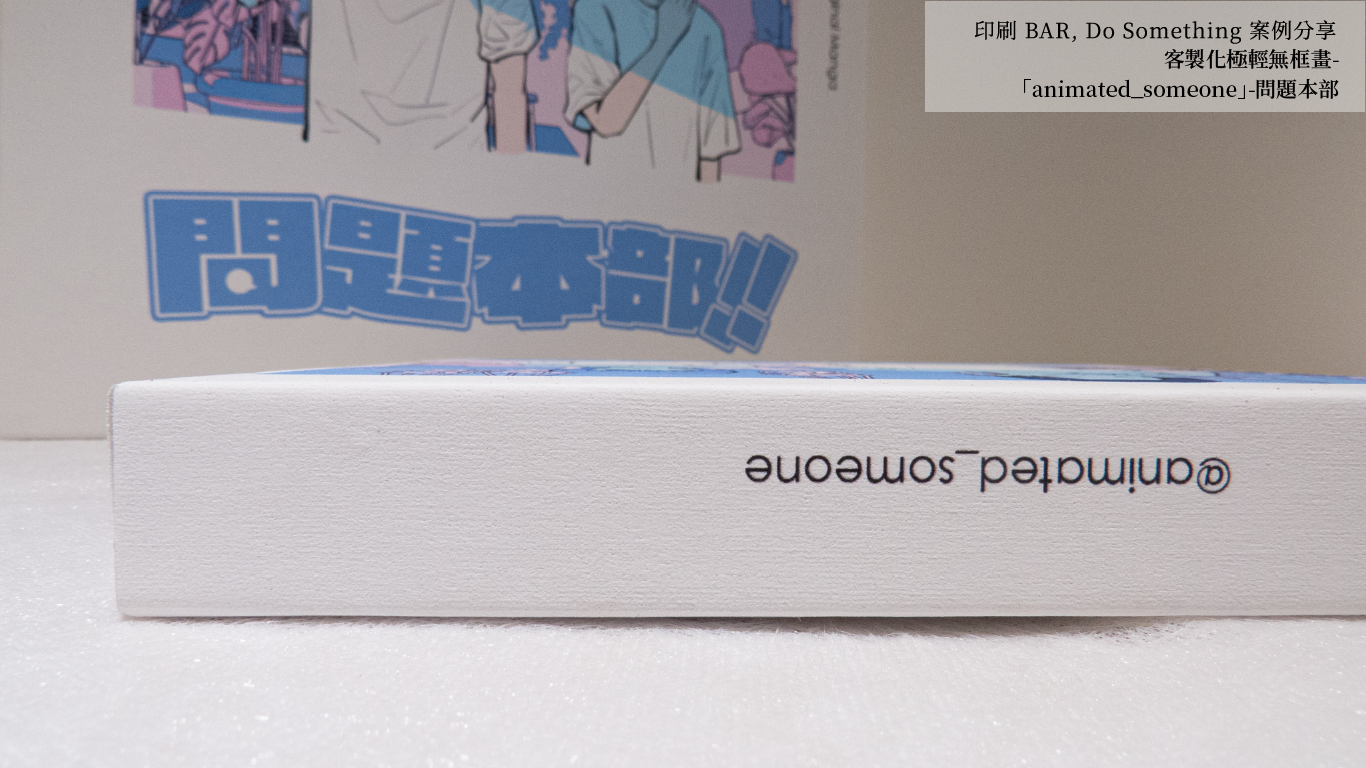 印刷 BAR, Do Something 案例分享
客製化極輕無框畫-
「animated_someone」-問題本部
Manga
問題本部!!
@animated_someone